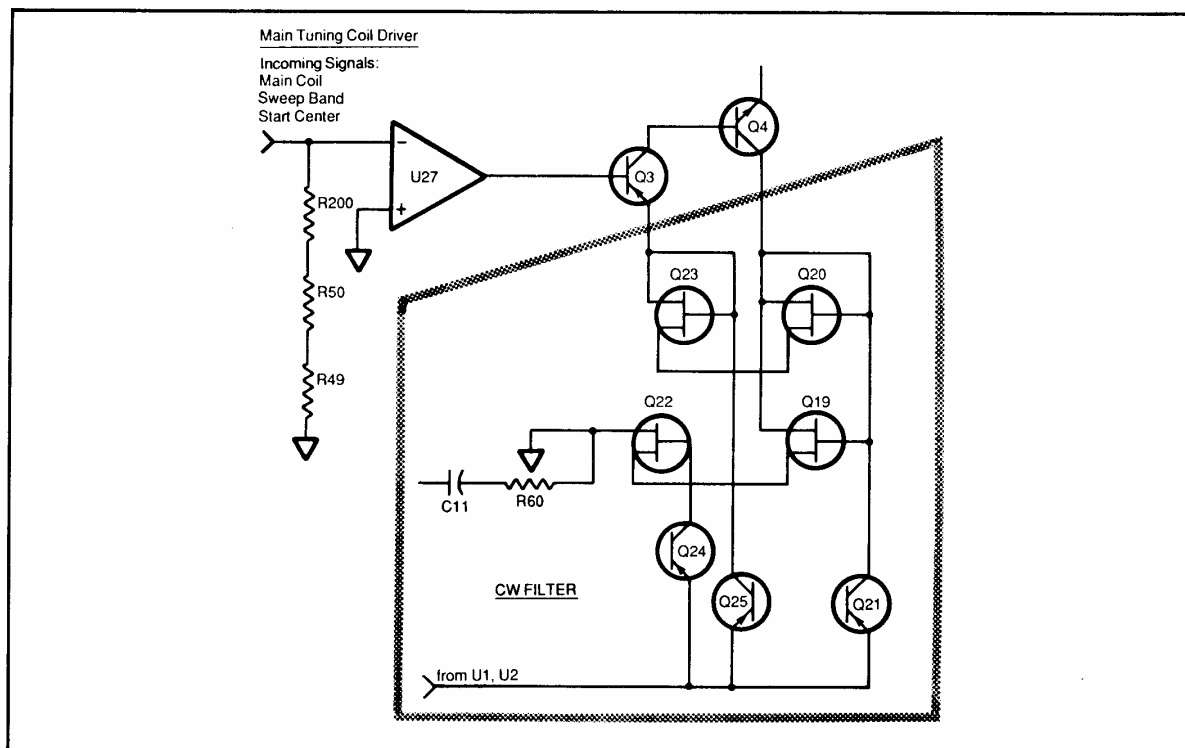 Main Tuning Coil Driver
Incoming Signals:
Main Coil
Sweep Band
Start Center
Q4
−
U27
+
Q3
R200
Q23
Q20
R50
R49
Q22
Q19
C11
R60
Q24
CW FILTER
Q25
Q21
from U1, U2